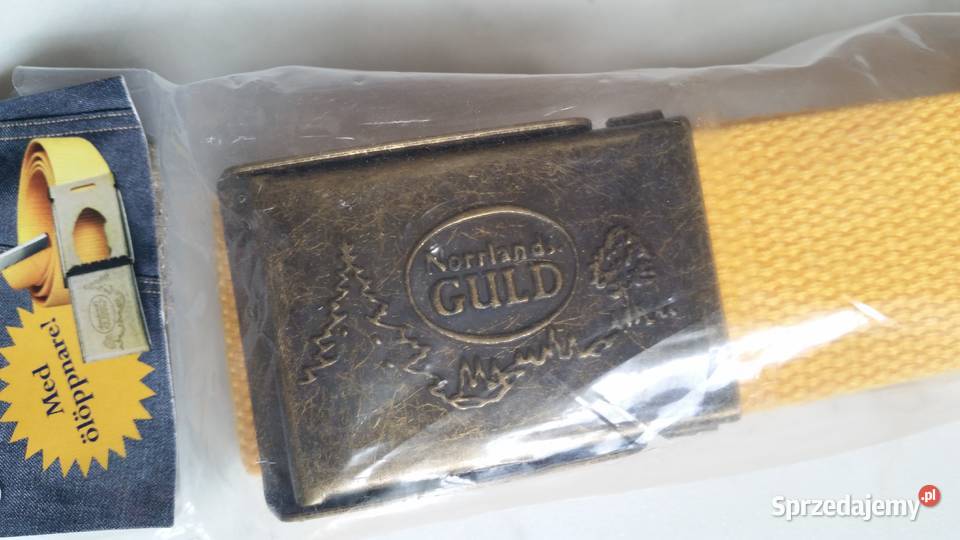 Norrlands
GULD
Med
ölöppnare!
Sprzedajemy.pl